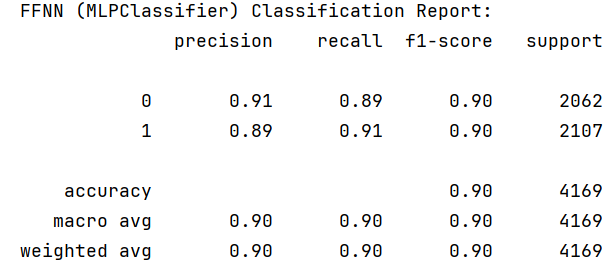 FFNN (MLPClassifier) Classification Report:
precision recall f1-score support
0 0.91 0.89 0.90 2062
1 0.89 0.91 0.90 2107
accuracy 0.90 4169
macro avg 0.90 0.90 0.90 4169
weighted avg 0.90 0.90 0.90 4169